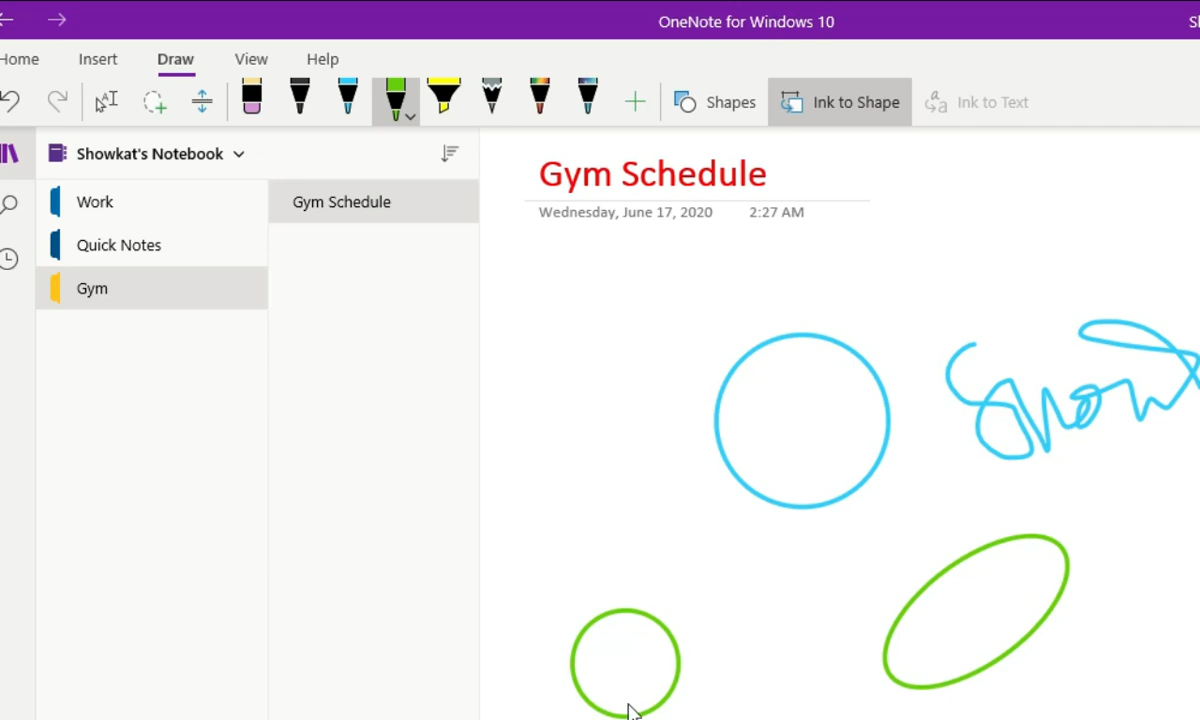 OneNote for Windows 10
Home Insert Draw View Help
Shapes Ink to Shape Ink to Text
Showkat's Notebook
Work
Quick Notes
Gym
Gym Schedule
Gym Schedule
Wednesday, June 17, 2020 2:27 AM